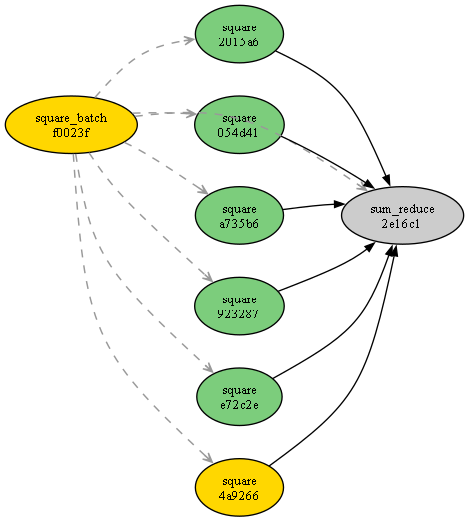 square
2015a6
square_batch
f0023f
square
054d41
square
a735b6
sum_reduce
2e16c1
square
923287
square
e72c2e
square
4a9266